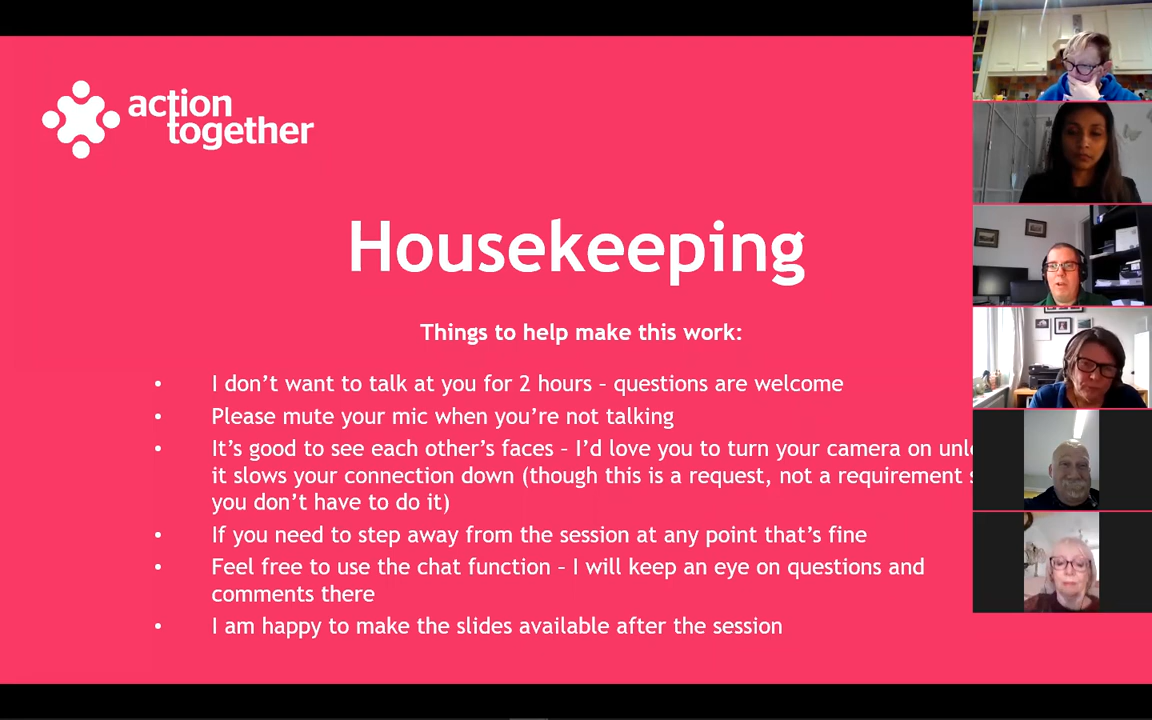 action
together
Housekeeping
Things to help make this work:
• I don't want to talk at you for 2 hours – questions are welcome
• Please mute your mic when you're not talking
• It's good to see each other's faces – I'd love you to turn your camera on
it slows your connection down (though this is a request, not a requirement
you don't have to do it)
• If you need to step away from the session at any point that's fine
• Feel free to use the chat function – I will keep an eye on questions and
comments there
• I am happy to make the slides available after the session